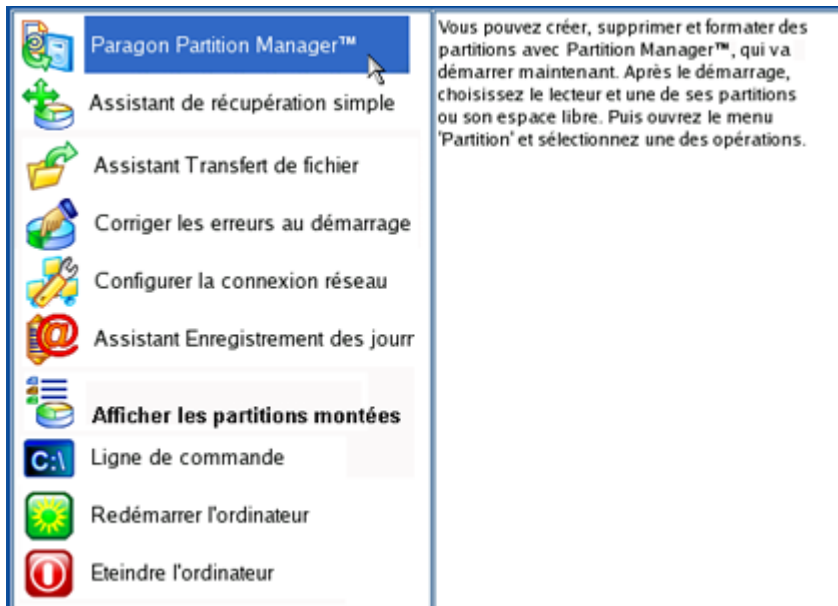 Paragon Partition Manager™
Assistant de récupération simple
Assistant Transfert de fichier
Corriger les erreurs au démarrage
Configurer la connexion réseau
Assistant Enregistrement des jourr
Afficher les partitions montées
C:\
Ligne de commande
Redémarrer l'ordinateur
Eteindre l'ordinateur
Vous pouvez créer, supprimer et formater des
partitions avec Partition Manager™, qui va
démarrer maintenant. Après le démarrage,
choisissez le lecteur et une de ses partitions
ou son espace libre. Puis ouvrez le menu
'Partition' et sélectionnez une des opérations.